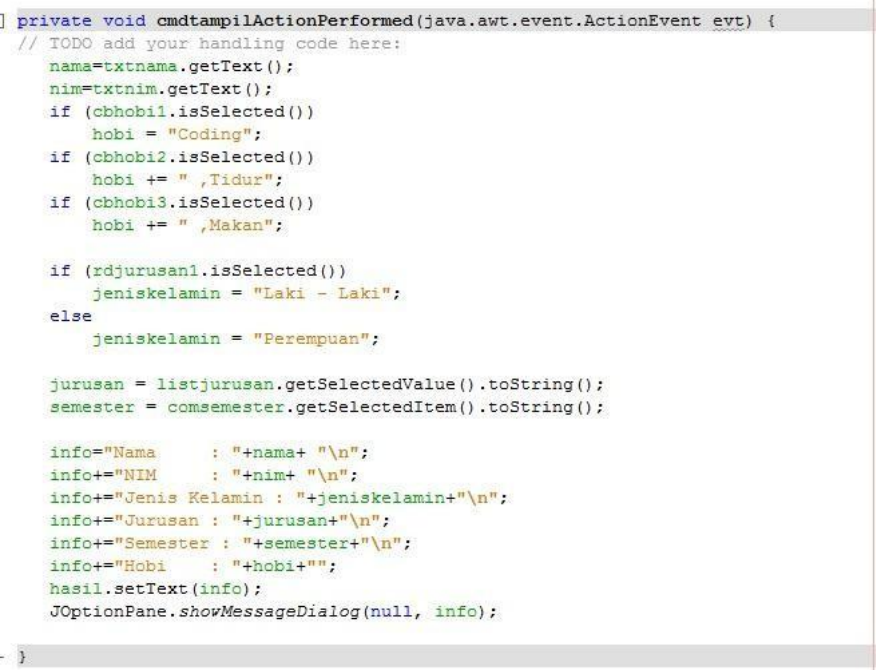 private void cmdtampilActionPerformed(java.awt.event.ActionEvent evt) {
// TODO add your handling code here:
nama=txtnama.getText();
nim=txtnim.getText();
if (cbhobi1.isSelected())
hobi = "Coding";
if (cbhobi2.isSelected())
hobi += " ,Tidur";
if (cbhobi3.isSelected())
hobi += " ,Makan";
if (rdjurusan1.isSelected())
jeniskelamin = "Laki - Laki";
else
jeniskelamin = "Perempuan";
jurusan = listjurusan.getSelectedValue().toString();
semester = comsemester.getSelectedItem().toString();
info="Nama      : "+nama+ "\n";
info+="NIM      : "+nim+ "\n";
info+="Jenis Kelamin : "+jeniskelamin+"\n";
info+="Jurusan : "+jurusan+"\n";
info+="Semester : "+semester+"\n";
info+="Hobi     : "+hobi+"";
hasil.setText(info);
JOptionPane.showMessageDialog(null, info);
}